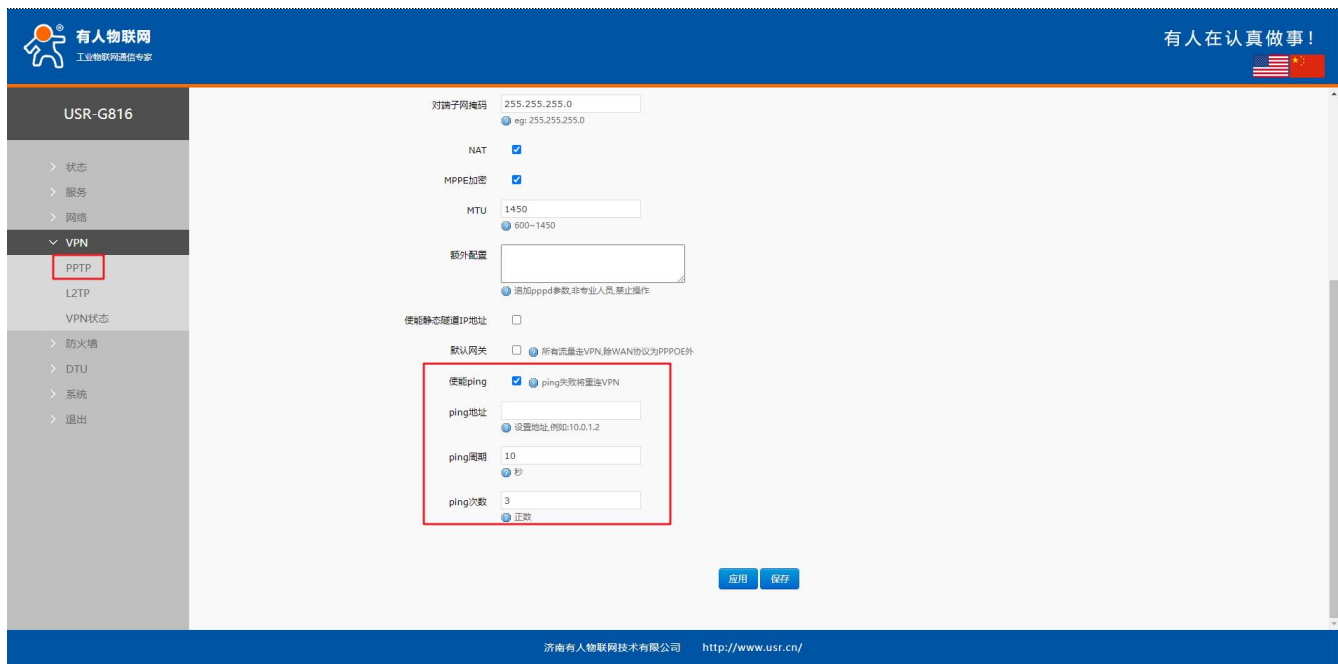 有人物联网
工业物联网通信专家
有人在认真做事！
USR-G816
状态
服务
网络
VPN
PPTP
L2TP
VPN状态
防火墙
DTU
系统
退出
对端子网掩码 255.255.255.0
eg: 255.255.255.0
NAT
MPPE加密
MTU 1450
600~1450
额外配置
追加pppd参数,非专业人员,禁止操作
使能静态隧道IP地址
默认网关 所有流量走VPN,除WAN协议为PPPOE外
使能ping ping失败将重连VPN
ping地址
设置地址,例如:10.0.1.2
ping周期 10
秒
ping次数 3
正数
应用 保存
济南有人物联网技术有限公司 http://www.usr.cn/